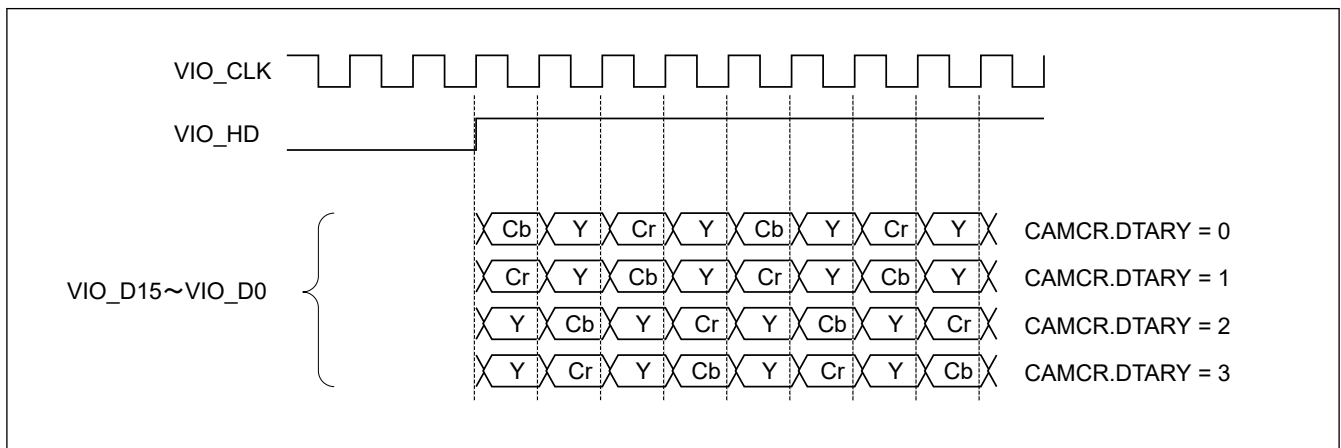 VIO_CLK
VIO_HD
VIO_D15～VIO_D0
Cb Y Cr Y Cb Y Cr Y CAMCR.DTARY = 0
Cr Y Cb Y Cr Y Cb Y CAMCR.DTARY = 1
Y Cb Y Cr Y Cb Y Cr CAMCR.DTARY = 2
Y Cr Y Cb Y Cr Y Cb CAMCR.DTARY = 3